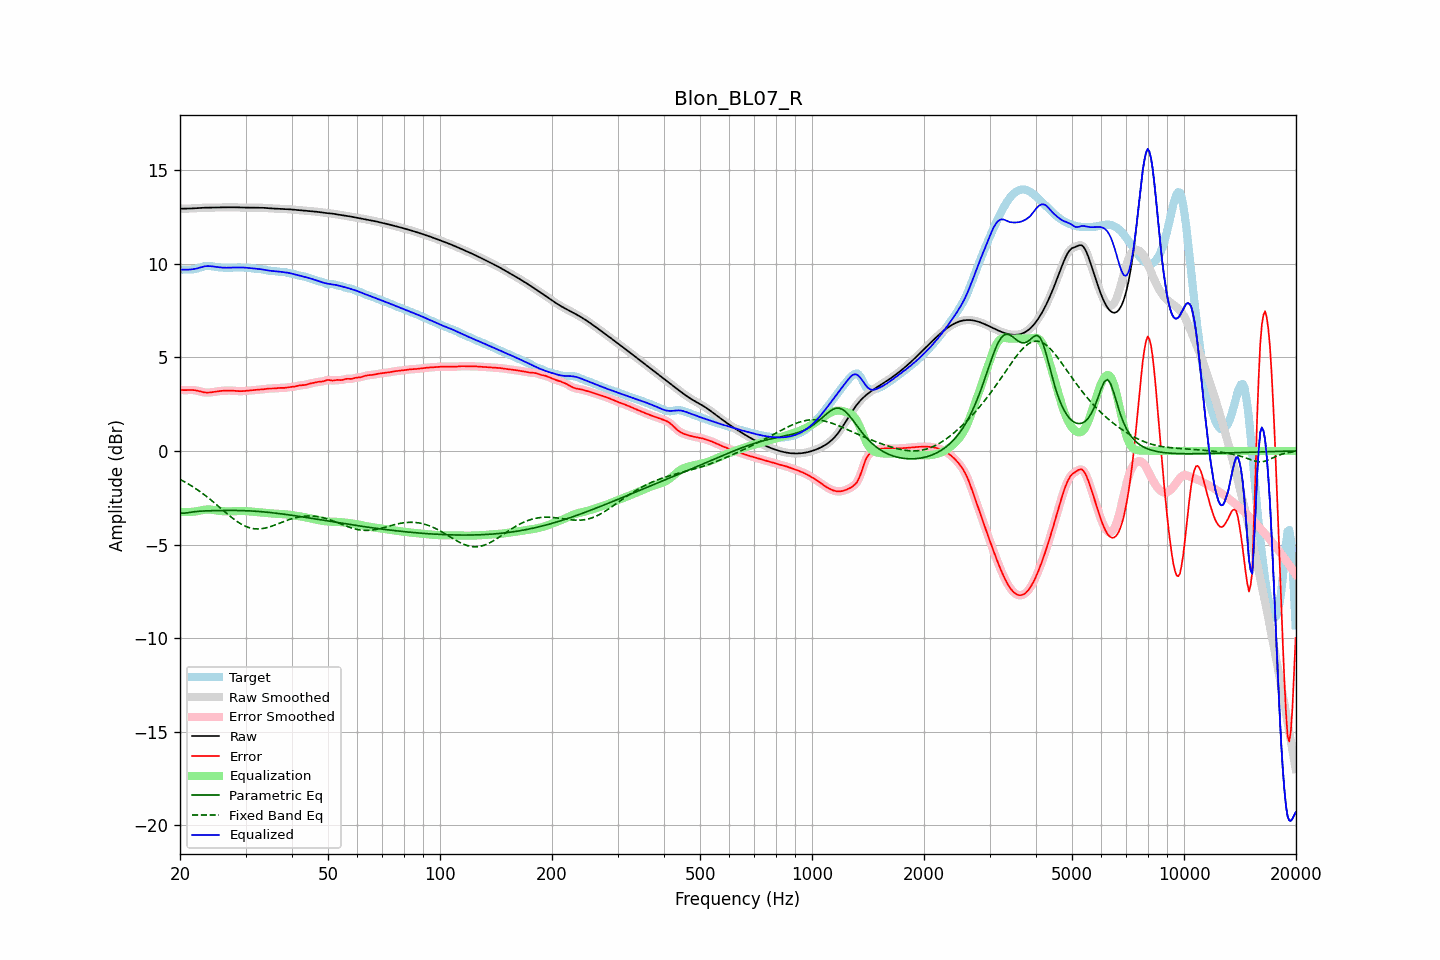 Blon_BL07_R
Amplitude (dBr)
15
10
5
0
−5
−10
−15
−20
Target
Raw Smoothed
Error Smoothed
Raw
Error
Equalization
Parametric Eq
Fixed Band Eq
Equalized
20 50 100 200 500 1000 2000 5000 10000 20000
Frequency (Hz)